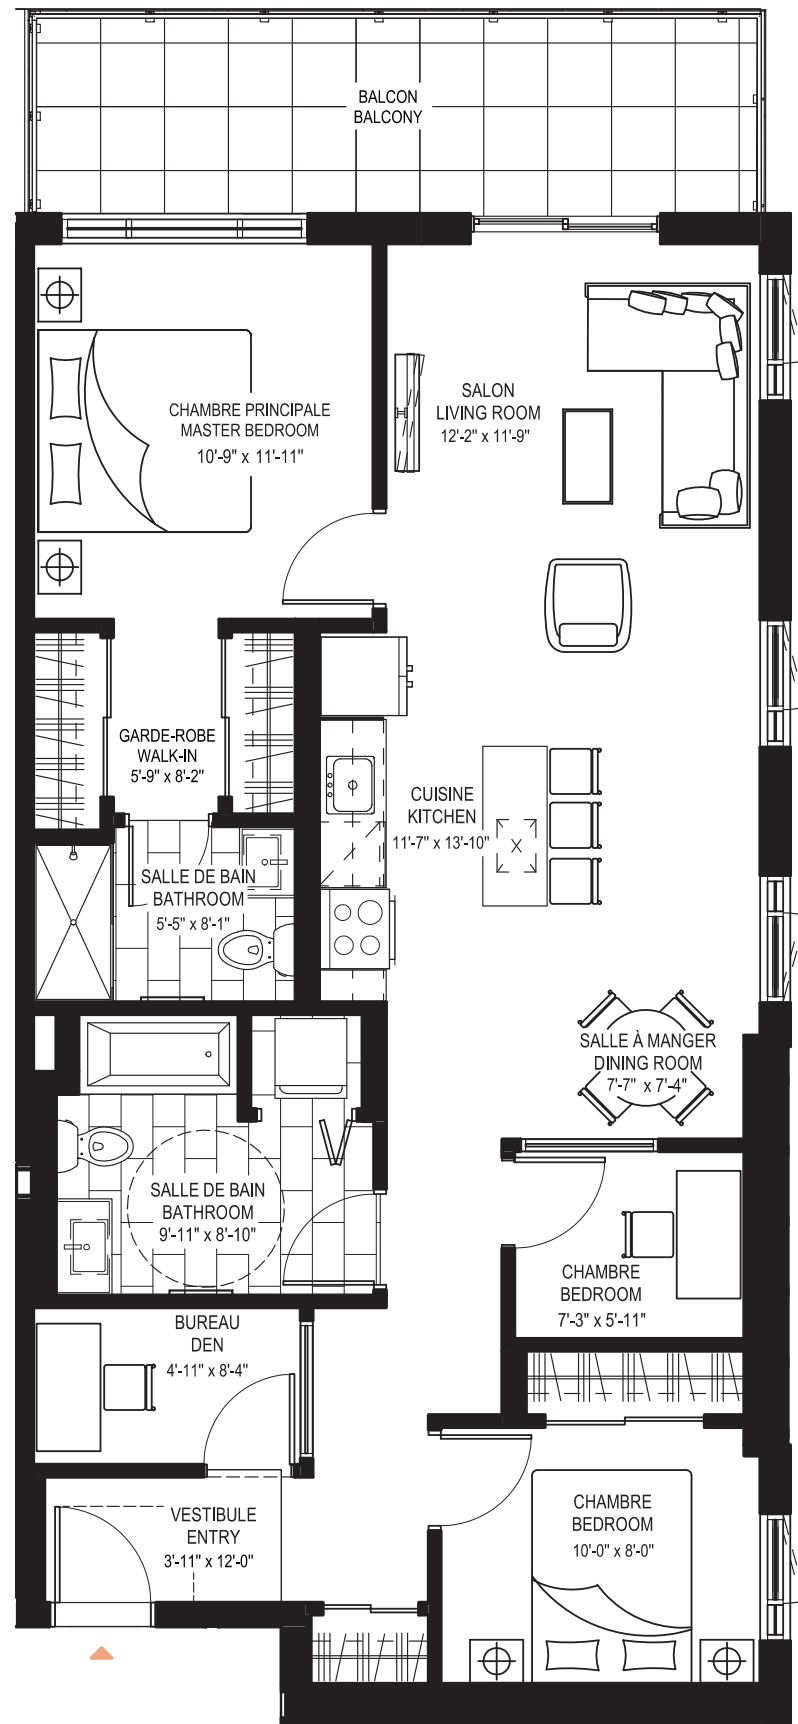 BALCON
BALCONY
CHAMBRE PRINCIPALE
MASTER BEDROOM
10'-9" x 11'-11"
SALON
LIVING ROOM
12'-2" x 11'-9"
GARDE-ROBE
WALK-IN
5'-9" x 8'-2"
CUISINE
KITCHEN
11'-7" x 13'-10"
SALLE DE BAIN
BATHROOM
5'-5" x 8'-1"
SALLE À MANGER
DINING ROOM
7'-7" x 7'-4"
SALLE DE BAIN
BATHROOM
9'-11" x 8'-10"
CHAMBRE
BEDROOM
7'-3" x 5'-11"
BUREAU
DEN
4'-11" x 8'-4"
VESTIBULE
ENTRY
3'-11" x 12'-0"
CHAMBRE
BEDROOM
10'-0" x 8'-0"